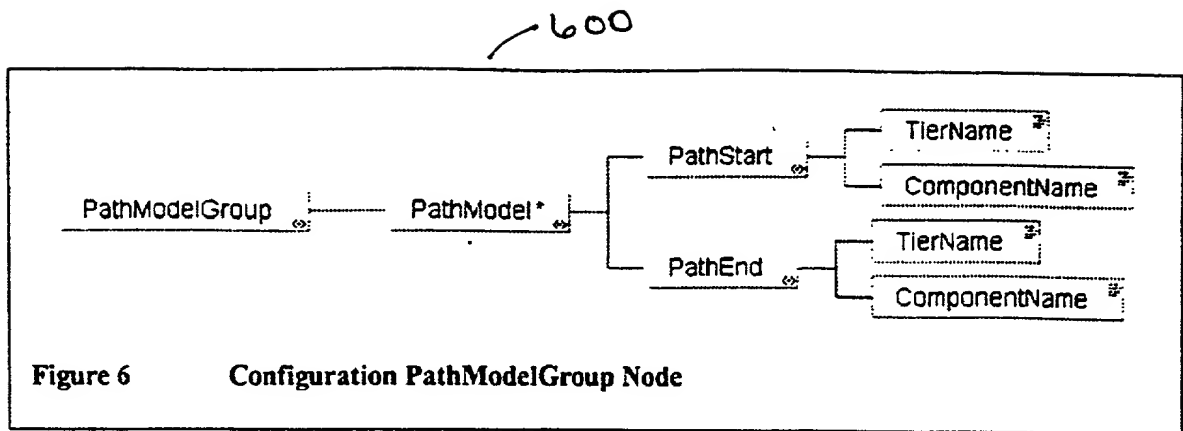 600
TierName
PathStart
ComponentName
PathModelGroup
PathModel*
TierName
PathEnd
ComponentName
Figure 6 Configuration PathModelGroup Node